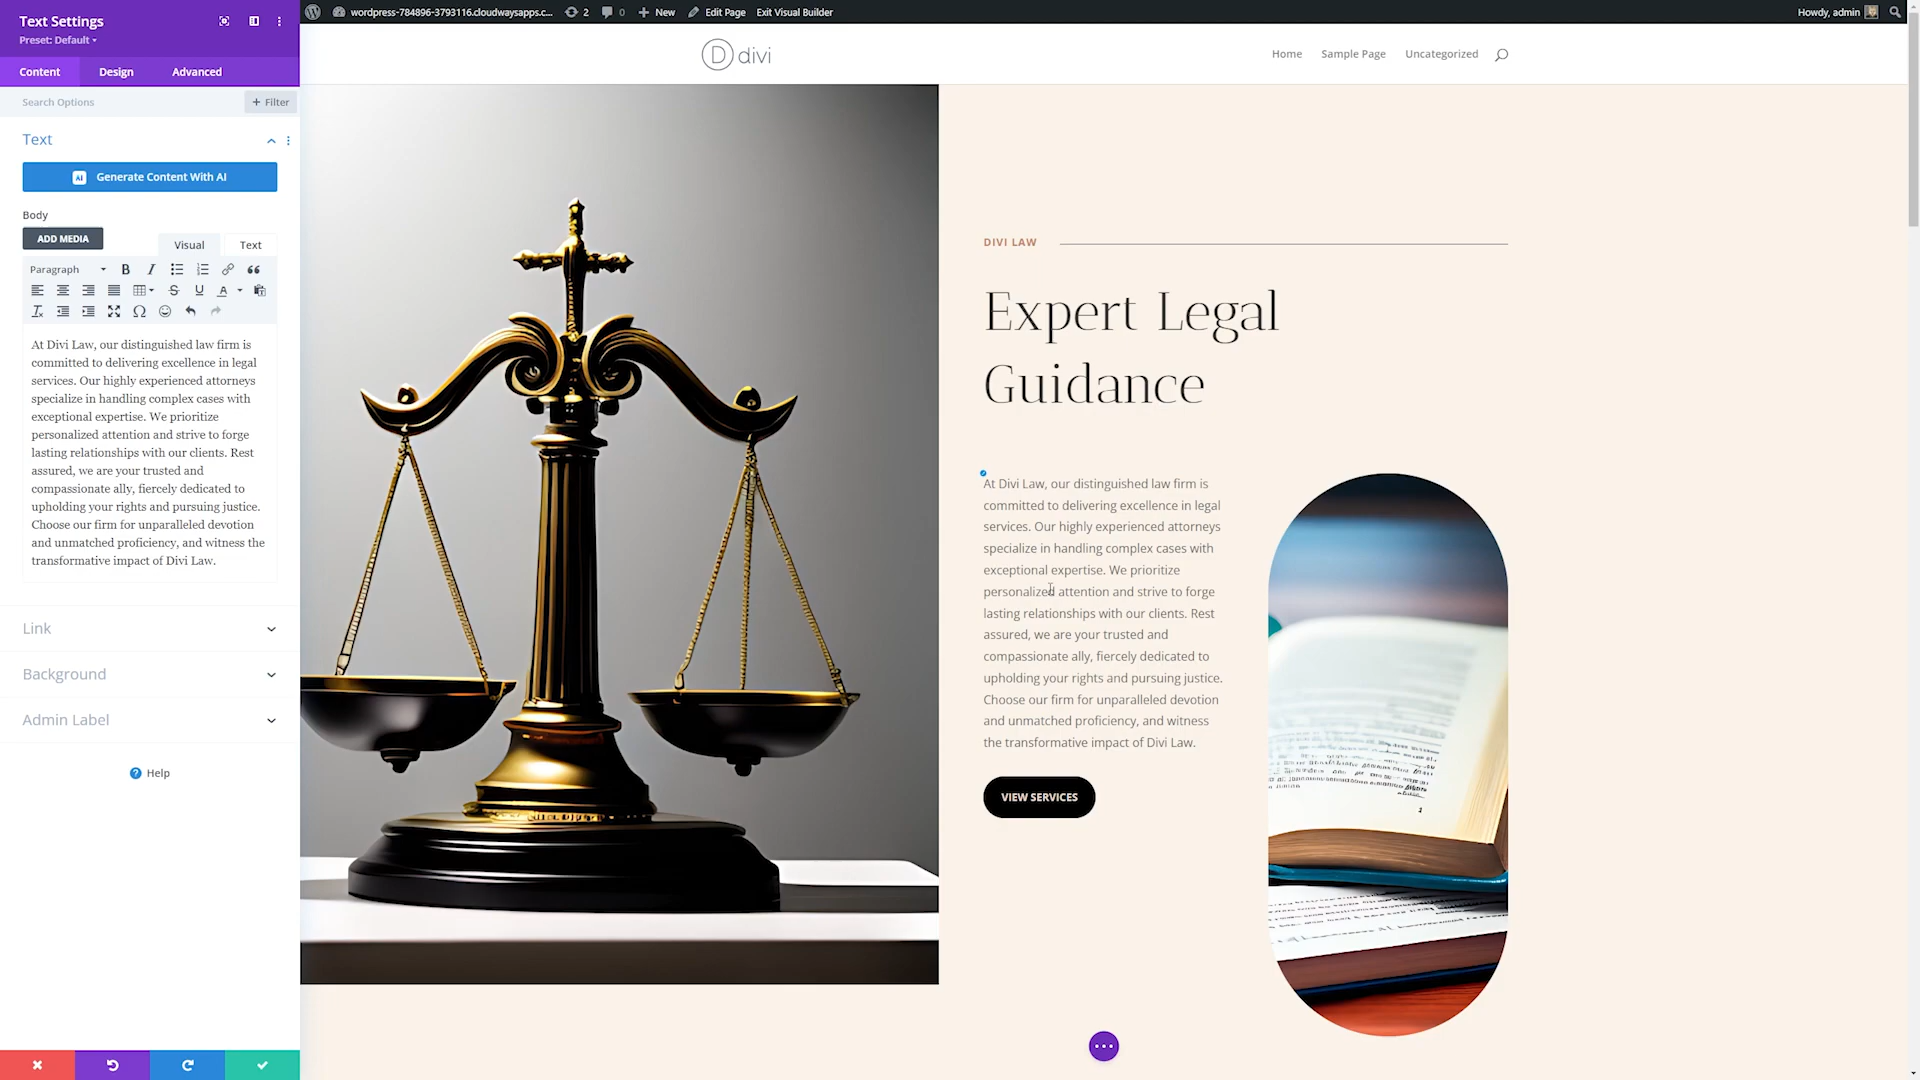 Text Settings
Preset: Default
wordpress-784896-3793116.cloudwaysapps.c...
2
0
New
Edit Page
Exit Visual Builder
Howdy, admin
Content
Design
Advanced
Search Options
+ Filter
Text
AI Generate Content With AI
Body
ADD MEDIA
Visual
Text
Paragraph
At Divi Law, our distinguished law firm is
committed to delivering excellence in legal
services. Our highly experienced attorneys
specialize in handling complex cases with
exceptional expertise. We prioritize
personalized attention and strive to forge
lasting relationships with our clients. Rest
assured, we are your trusted and
compassionate ally, fiercely dedicated to
upholding your rights and pursuing justice.
Choose our firm for unparalleled devotion
and unmatched proficiency, and witness the
transformative impact of Divi Law.
Link
Background
Admin Label
Help
D divi
Home
Sample Page
Uncategorized
DIVI LAW
Expert Legal
Guidance
At Divi Law, our distinguished law firm is
committed to delivering excellence in legal
services. Our highly experienced attorneys
specialize in handling complex cases with
exceptional expertise. We prioritize
personalized attention and strive to forge
lasting relationships with our clients. Rest
assured, we are your trusted and
compassionate ally, fiercely dedicated to
upholding your rights and pursuing justice.
Choose our firm for unparalleled devotion
and unmatched proficiency, and witness
the transformative impact of Divi Law.
VIEW SERVICES